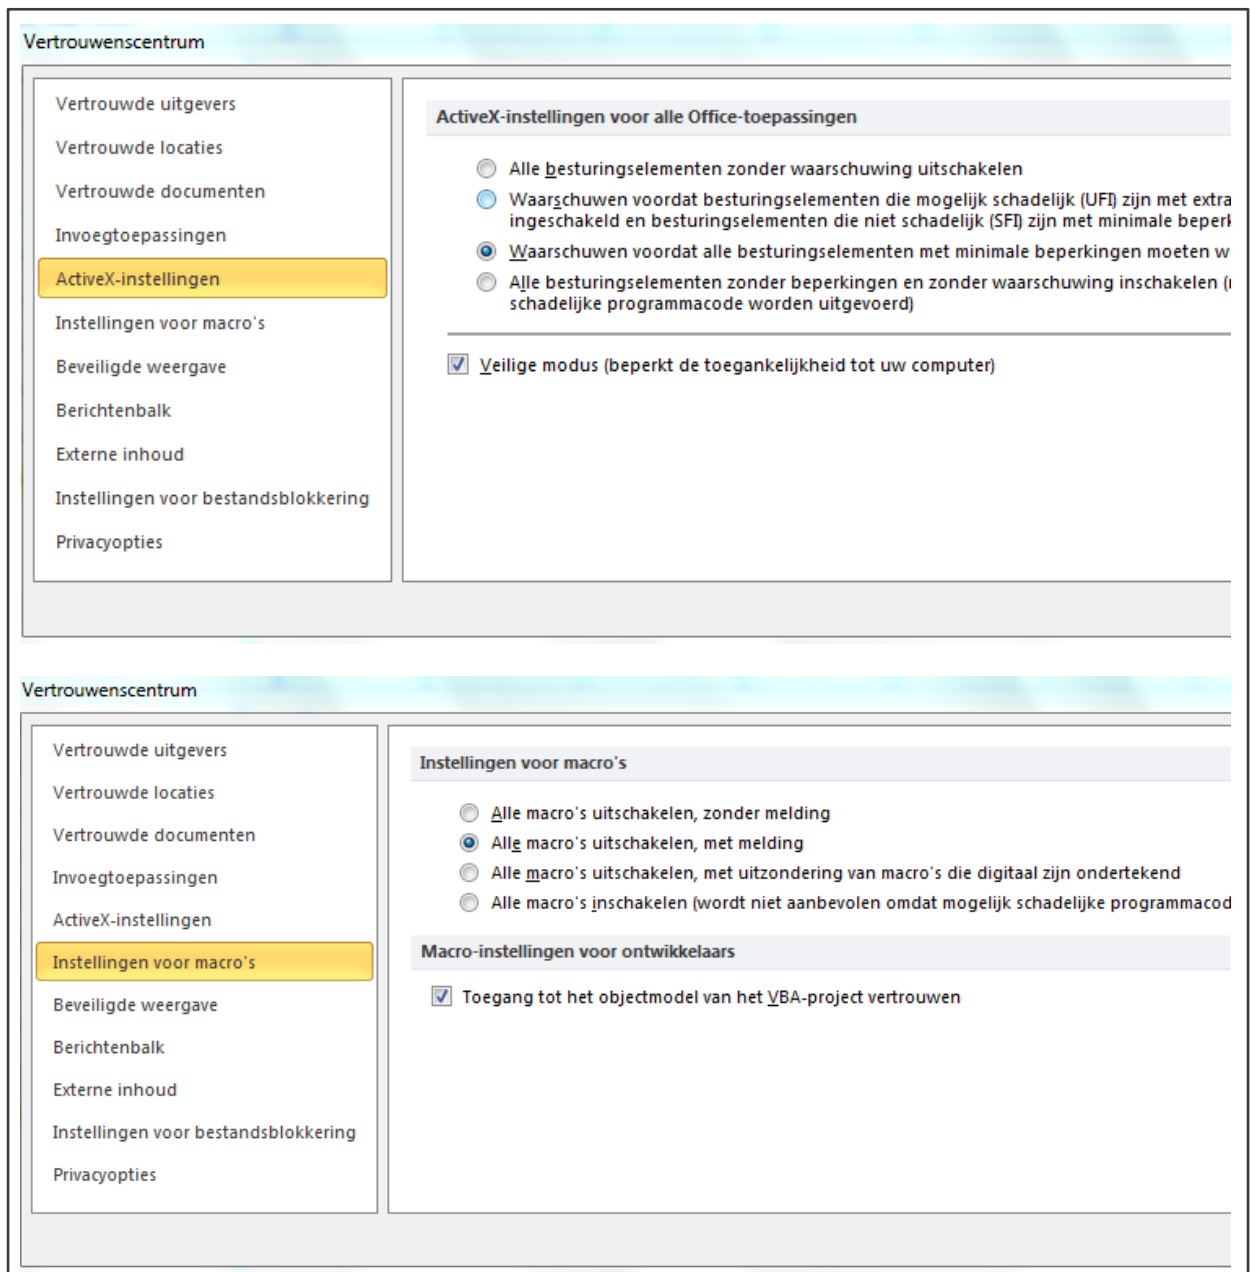 Vertrouwenscentrum
Vertrouwde uitgevers
Vertrouwde locaties
Vertrouwde documenten
Invoegtoepassingen
ActiveX-instellingen
Instellingen voor macro's
Beveiligde weergave
Berichtenbalk
Externe inhoud
Instellingen voor bestandsblokkering
Privacyopties
ActiveX-instellingen voor alle Office-toepassingen
Alle besturingselementen zonder waarschuwing uitschakelen
Waarschuwen voordat besturingselementen die mogelijk schadelijk (UFI) zijn met extra
ingeschakeld en besturingselementen die niet schadelijk (SFI) zijn met minimale
Waarschuwen voordat alle besturingselementen met minimale beperkingen moeten
Alle besturingselementen zonder beperkingen en zonder waarschuwing inschakelen
schadelijke programmacode worden uitgevoerd)
Veilige modus (beperkt de toegankelijkheid tot uw computer)
Vertrouwenscentrum
Vertrouwde uitgevers
Vertrouwde locaties
Vertrouwde documenten
Invoegtoepassingen
ActiveX-instellingen
Instellingen voor macro's
Beveiligde weergave
Berichtenbalk
Externe inhoud
Instellingen voor bestandsblokkering
Privacyopties
Instellingen voor macro's
Alle macro's uitschakelen, zonder melding
Alle macro's uitschakelen, met melding
Alle macro's uitschakelen, met uitzondering van macro's die digitaal zijn ondertekend
Alle macro's inschakelen (wordt niet aanbevolen omdat mogelijk schadelijke
Macro-instellingen voor ontwikkelaars
Toegang tot het objectmodel van het VBA-project vertrouwen